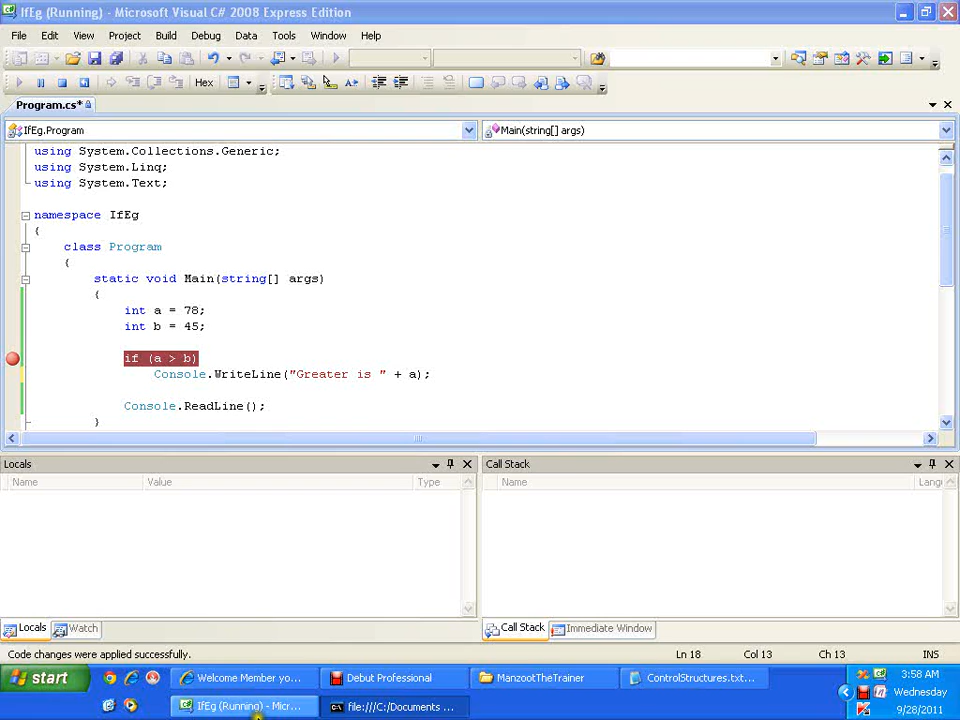 IfEg (Running) - Microsoft Visual C# 2008 Express Edition
File Edit View Project Build Debug Data Tools Window Help
Hex
Program.cs*
IfEg.Program Main(string[] args)
using System.Collections.Generic;
using System.Linq;
using System.Text;
namespace IfEg
{
class Program
{
static void Main(string[] args)
{
int a = 78;
int b = 45;
if (a > b)
Console.WriteLine("Greater is " + a);
Console.ReadLine();
}
Locals Call Stack
Name Value Type Name Langu
Locals Watch Call Stack Immediate Window
Code changes were applied successfully. Ln 18 Col 13 Ch 13 INS
start Welcome Member yo... Debut Professional ManzootTheTrainer ControlStructures.txt... 3:58 AM
Wednesday
IfEg (Running) - Micr... file:///C:/Documents ... 9/28/2011